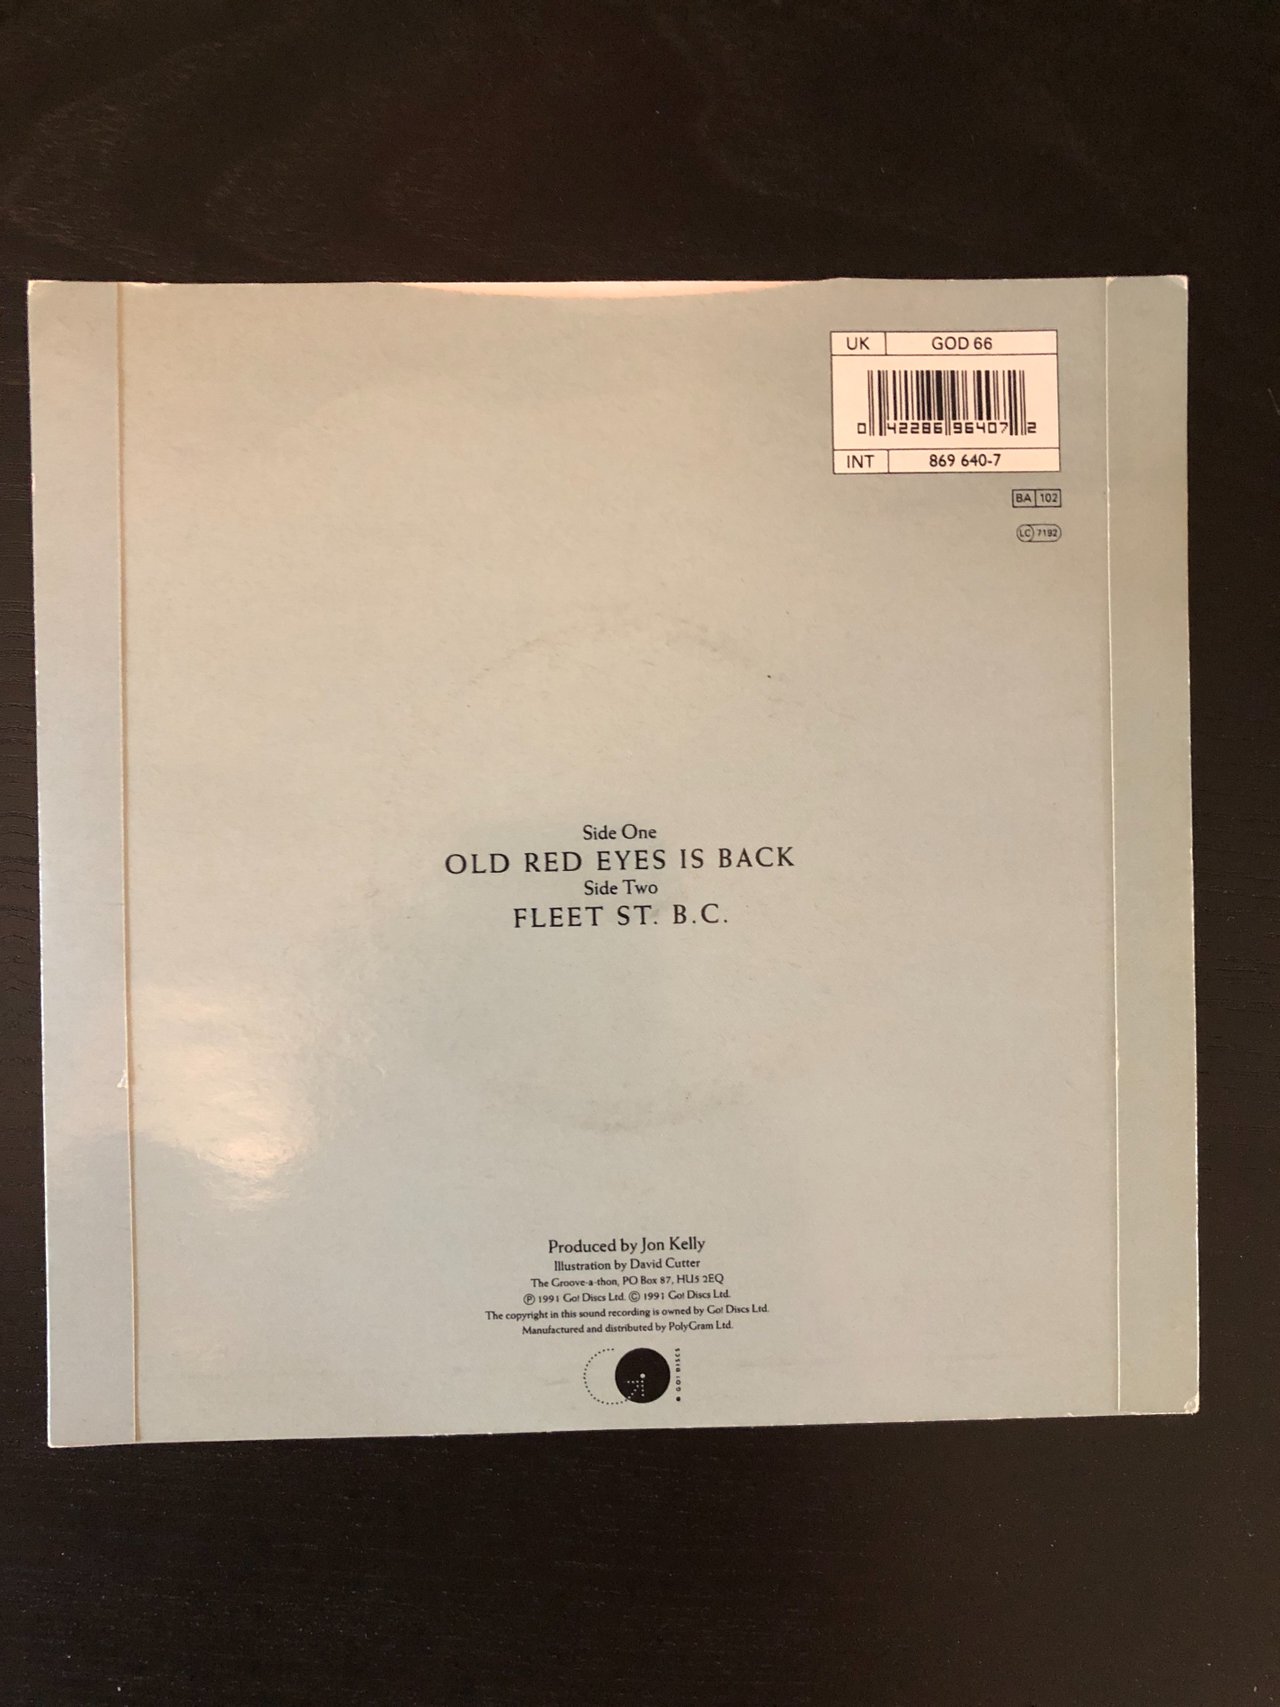 UK GOD 66
0 42286 96407 2
INT 869 640-7
BA 102
LC 7192
Side One
OLD RED EYES IS BACK
Side Two
FLEET ST. B.C.
Produced by Jon Kelly
Illustration by David Cutter
The Groove-a-thon, PO Box 87, HU5 2EQ
Ⓟ 1991 Go! Discs Ltd. © 1991 Go! Discs Ltd.
The copyright in this sound recording is owned by Go! Discs Ltd.
Manufactured and distributed by PolyGram Ltd.
GO! DISCS